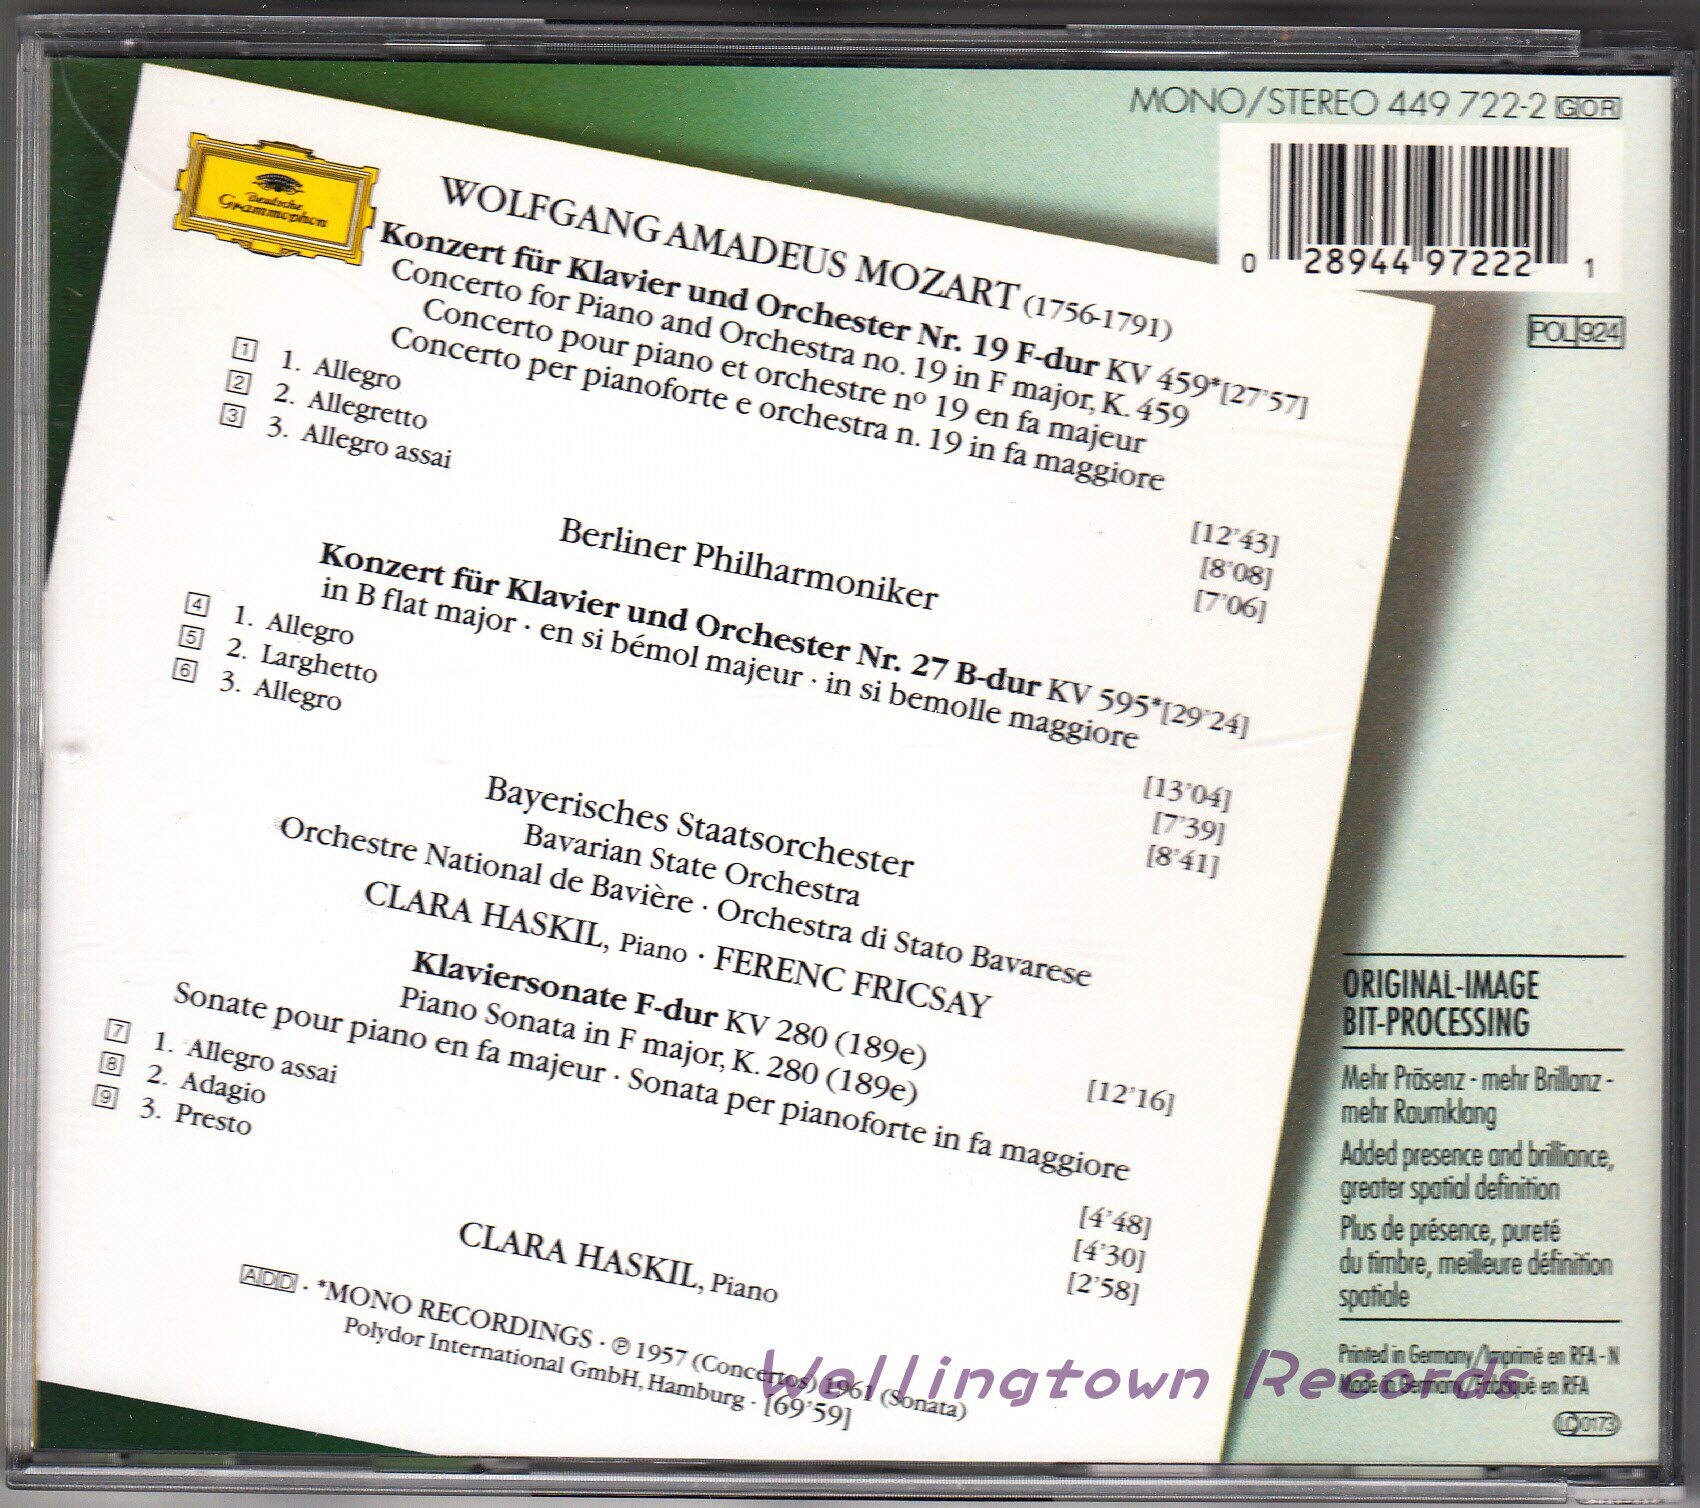 MONO/STEREO 449 722-2 GOR
0 28944 97222 1
POL 924
Deutsche
Grammophon
WOLFGANG AMADEUS MOZART (1756-1791)
Konzert für Klavier und Orchester Nr. 19 F-dur KV 459*[27'57]
Concerto for Piano and Orchestra no. 19 in F major, K. 459
Concerto pour piano et orchestre nº 19 en fa majeur
Concerto per pianoforte e orchestra n. 19 in fa maggiore
1 1. Allegro [12'43]
2 2. Allegretto [8'08]
3 3. Allegro assai [7'06]
Berliner Philharmoniker
Konzert für Klavier und Orchester Nr. 27 B-dur KV 595*[29'24]
in B flat major · en si bémol majeur · in si bemolle maggiore
4 1. Allegro [13'04]
5 2. Larghetto [7'39]
6 3. Allegro [8'41]
Bayerisches Staatsorchester
Bavarian State Orchestra
Orchestre National de Bavière · Orchestra di Stato Bavarese
CLARA HASKIL, Piano · FERENC FRICSAY
Klaviersonate F-dur KV 280 (189e) [12'16]
Piano Sonata in F major, K. 280 (189e)
Sonate pour piano en fa majeur · Sonata per pianoforte in fa maggiore
7 1. Allegro assai [4'48]
8 2. Adagio [4'30]
9 3. Presto [2'58]
CLARA HASKIL, Piano
ADD · *MONO RECORDINGS · ℗ 1957 (Concertos) 1961 (Sonata)
Polydor International GmbH, Hamburg · [69'59]
ORIGINAL-IMAGE
BIT-PROCESSING
Mehr Präsenz - mehr Brillanz -
mehr Raumklang
Added presence and brilliance,
greater spatial definition
Plus de présence, pureté
du timbre, meilleure définition
spatiale
Printed in Germany/Imprimé en RFA - N
Made in Germany/Fabriqué en RFA
LC 0173
Wellingtown Records